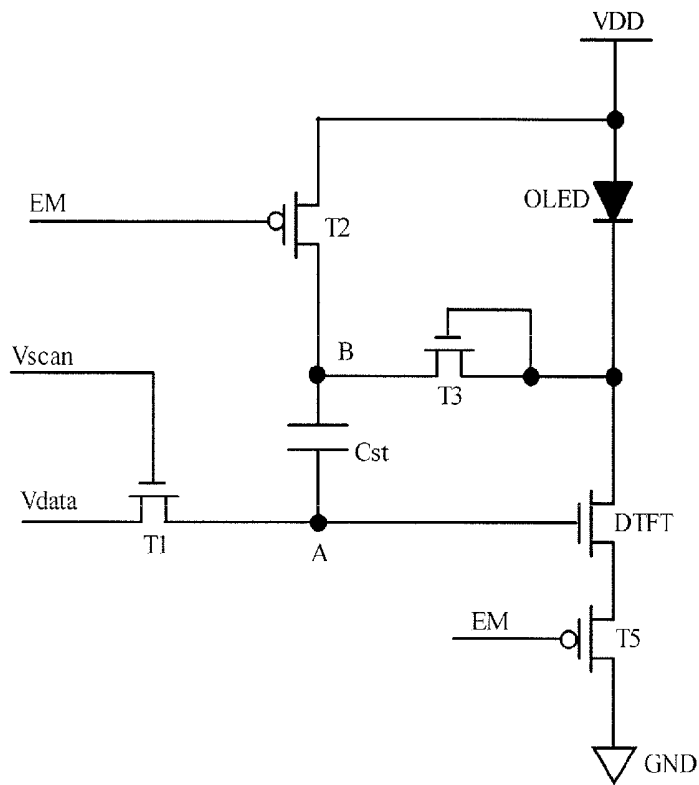 VDD
EM
OLED
T2
B
Vscan
T3
Cst
Vdata
DTFT
T1
A
EM
T5
GND